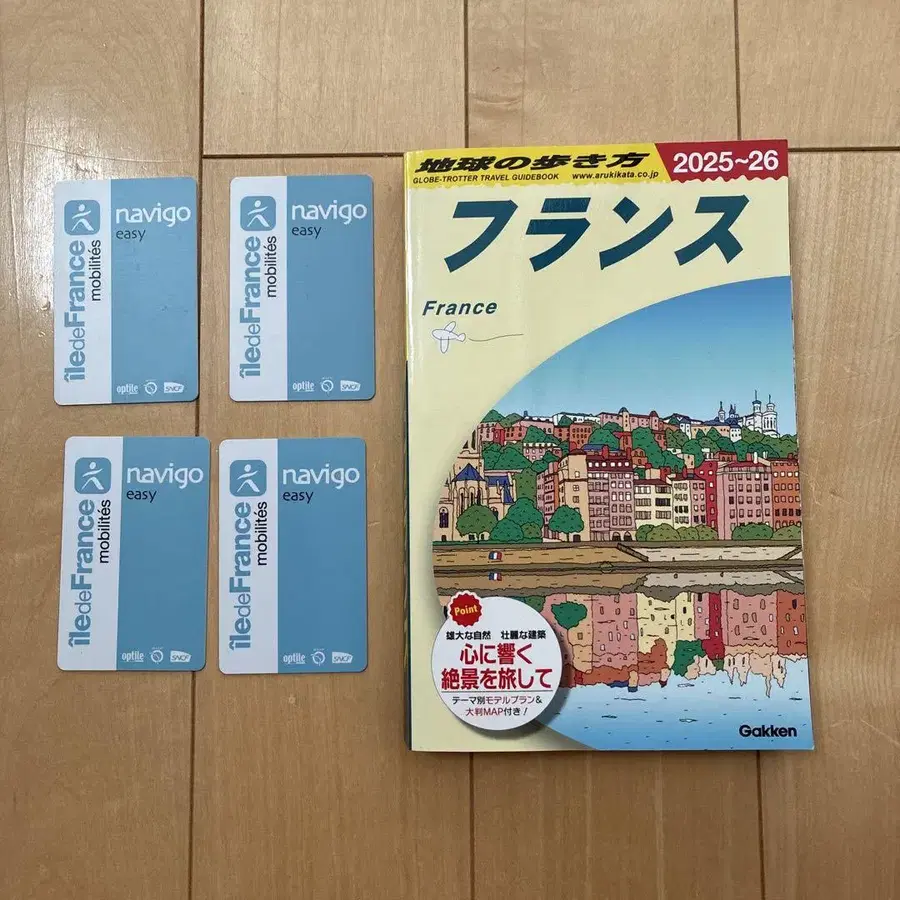 navigo
easy
îledeFrance
mobilités
optile
SNCF
navigo
easy
îledeFrance
mobilités
optile
SNCF
navigo
easy
îledeFrance
mobilités
optile
SNCF
navigo
easy
îledeFrance
mobilités
optile
SNCF
地球の歩き方 2025~26
GLOBE-TROTTER TRAVEL GUIDEBOOK www.arukikata.co.jp
フランス
France
Point
雄大な自然 壮麗な建築
心に響く
絶景を旅して
テーマ別モデルプラン&
大判MAP付き!
Gakken